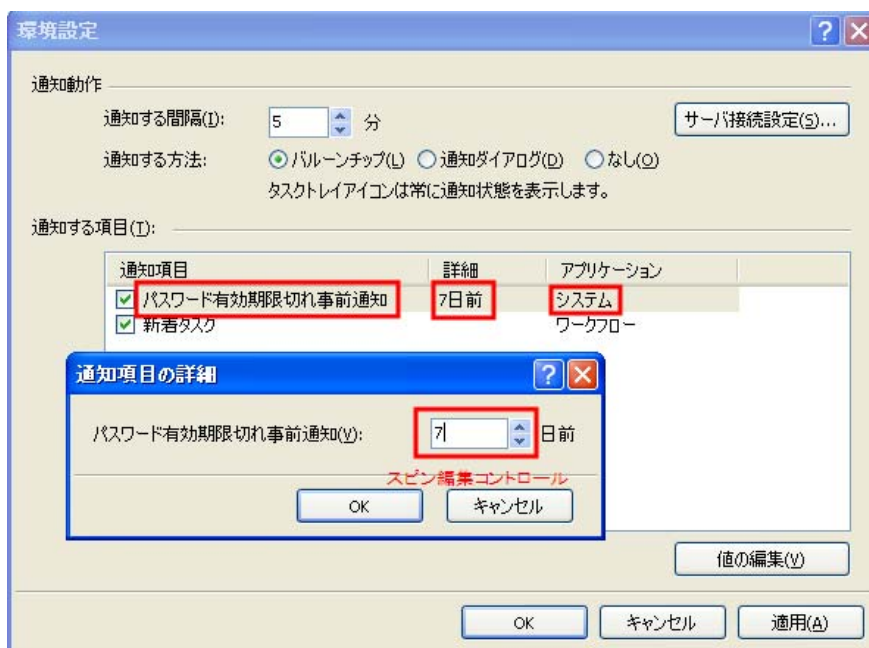 環境設定
通知動作
通知する間隔(I): 5 分 サーバ接続設定(S)...
通知する方法: バルーンチップ(L) 通知ダイアログ(D) なし(O)
タスクトレイアイコンは常に通知状態を表示します。
通知する項目(T):
通知項目 詳細 アプリケーション
パスワード有効期限切れ事前通知 7日前 システム
新着タスク ワークフロー
通知項目の詳細
パスワード有効期限切れ事前通知(V): 7 日前
スピン編集コントロール
OK キャンセル
値の編集(V)
OK キャンセル 適用(A)